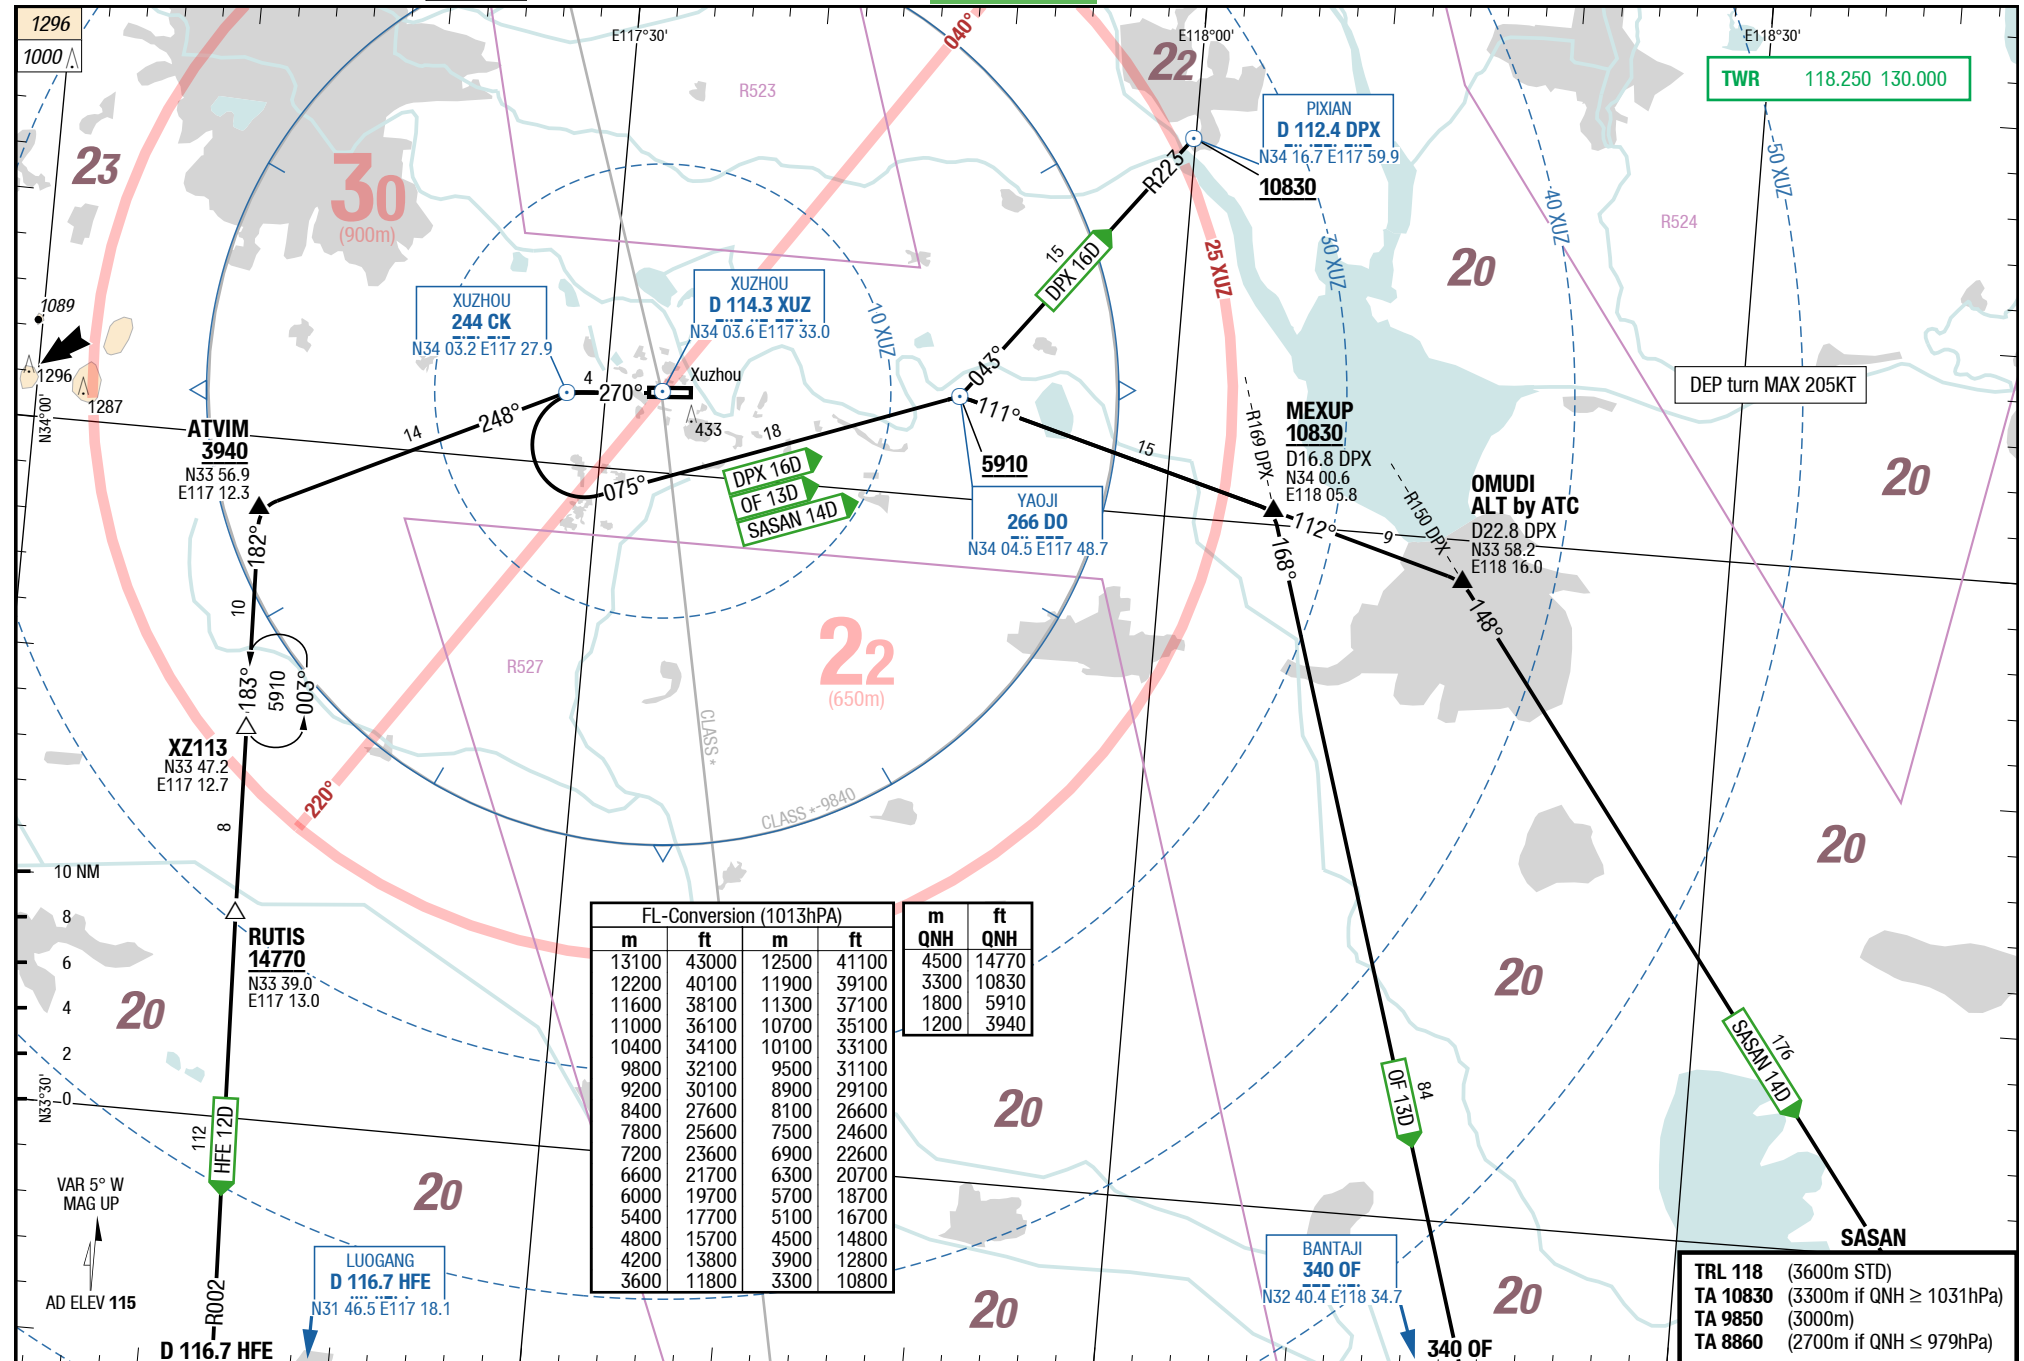 1296
1000
E117°30'
E118°00'
E118°30'
TWR 118.250 130.000
040°
22
R523
PIXIAN
D 112.4 DPX
N34 16.7 E117 59.9
10830
50 XUZ
40 XUZ
30 XUZ
R524
23
30
(900m)
R223
15
DPX 16D
25 XUZ
20
XUZHOU
244 CK
N34 03.2 E117 27.9
XUZHOU
D 114.3 XUZ
N34 03.6 E117 33.0
10 XUZ
1089
1296
1287
N34°00'
4
270°
Xuzhou
433
043°
111°
DEP turn MAX 205KT
ATVIM
3940
N33 56.9
E117 12.3
14
248°
18
075°
DPX 16D
OF 13D
SASAN 14D
5910
YAOJI
266 DO
N34 04.5 E117 48.7
15
R169 DPX
MEXUP
10830
D16.8 DPX
N34 00.6
E118 05.8
R150 DPX
OMUDI
ALT by ATC
D22.8 DPX
N33 58.2
E118 16.0
20
112°
9
168°
148°
182°
10
183°
5910
003°
R527
22
(650m)
CLASS *
CLASS *-9840
XZ113
N33 47.2
E117 12.7
220°
8
20
10 NM
8
6
4
2
0
N33°30'
RUTIS
14770
N33 39.0
E117 13.0
20
FL-Conversion (1013hPA)
m ft m ft
13100 43000 12500 41100
12200 40100 11900 39100
11600 38100 11300 37100
11000 36100 10700 35100
10400 34100 10100 33100
9800 32100 9500 31100
9200 30100 8900 29100
8400 27600 8100 26600
7800 25600 7500 24600
7200 23600 6900 22600
6600 21700 6300 20700
6000 19700 5700 18700
5400 17700 5100 16700
4800 15700 4500 14800
4200 13800 3900 12800
3600 11800 3300 10800
m ft
QNH QNH
4500 14770
3300 10830
1800 5910
1200 3940
20
20
OF 13D
84
SASAN 14D
176
112
HFE 12D
20
VAR 5° W
MAG UP
AD ELEV 115
R002
D 116.7 HFE
LUOGANG
D 116.7 HFE
N31 46.5 E117 18.1
20
BANTAJI
340 OF
N32 40.4 E118 34.7
340 OF
20
SASAN
TRL 118 (3600m STD)
TA 10830 (3300m if QNH ≥ 1031hPa)
TA 9850 (3000m)
TA 8860 (2700m if QNH ≤ 979hPa)